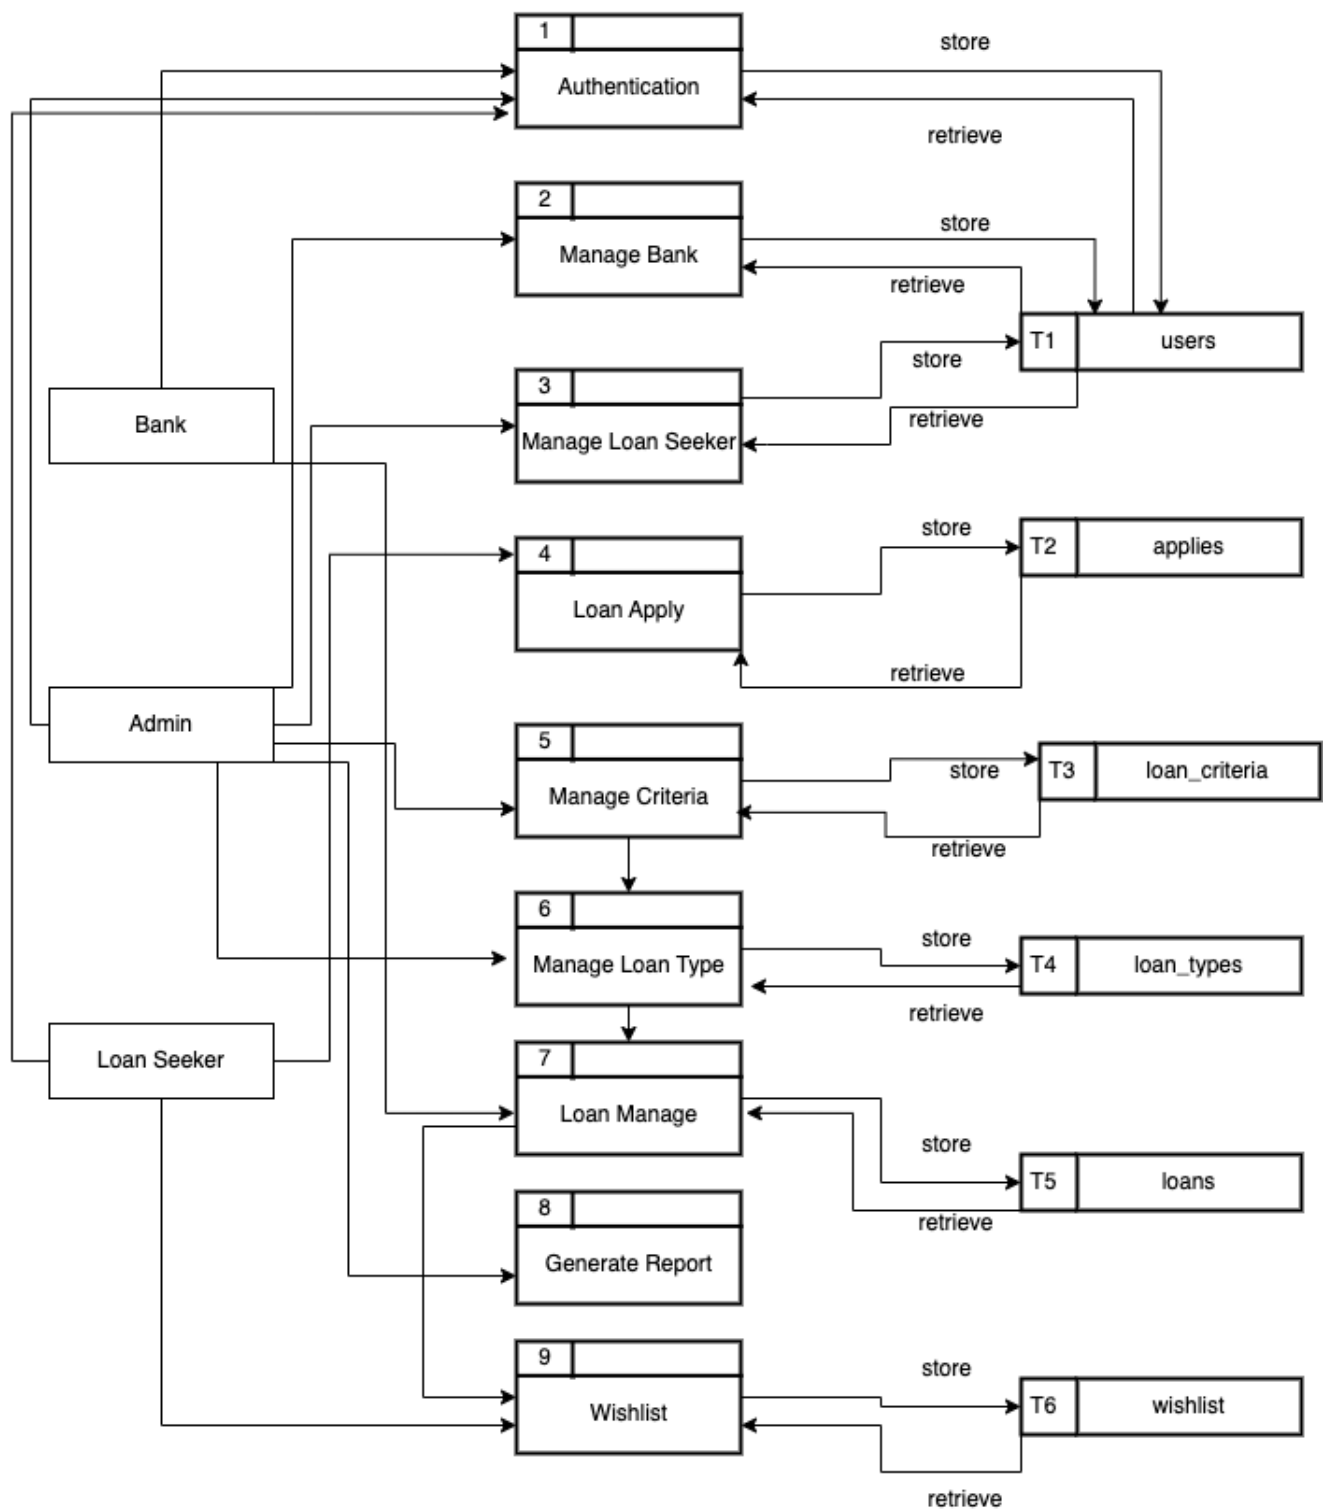 1
Authentication
store
retrieve
2
Manage Bank
store
retrieve
T1 users
3
Manage Loan Seeker
store
retrieve
Bank
4
Loan Apply
store
retrieve
T2 applies
Admin
5
Manage Criteria
store
retrieve
T3 loan_criteria
6
Manage Loan Type
store
retrieve
T4 loan_types
Loan Seeker
7
Loan Manage
store
retrieve
T5 loans
8
Generate Report
9
Wishlist
store
retrieve
T6 wishlist